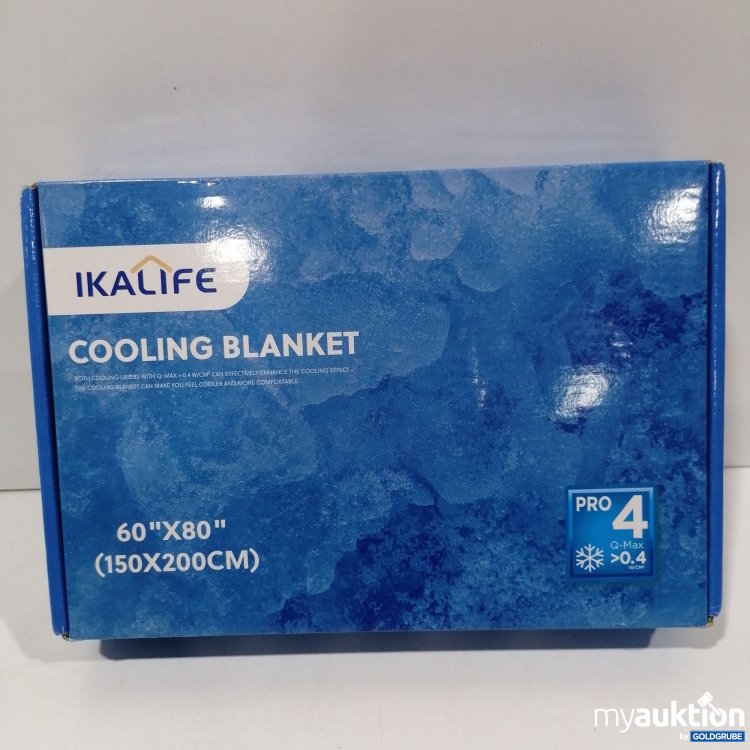 IKALIFE
COOLING BLANKET
BOTH COOLING LAYERS WITH Q-MAX > 0.4 W/CM² CAN EFFECTIVELY ENHANCE THE COOLING EFFECT.
THE COOLING BLANKET CAN MAKE YOU FEEL COOLER AND MORE COMFORTABLE.
60"X80"
(150X200CM)
PRO 4
Q-Max
>0.4
W/CM²
myauktion
by GOLDGRUBE